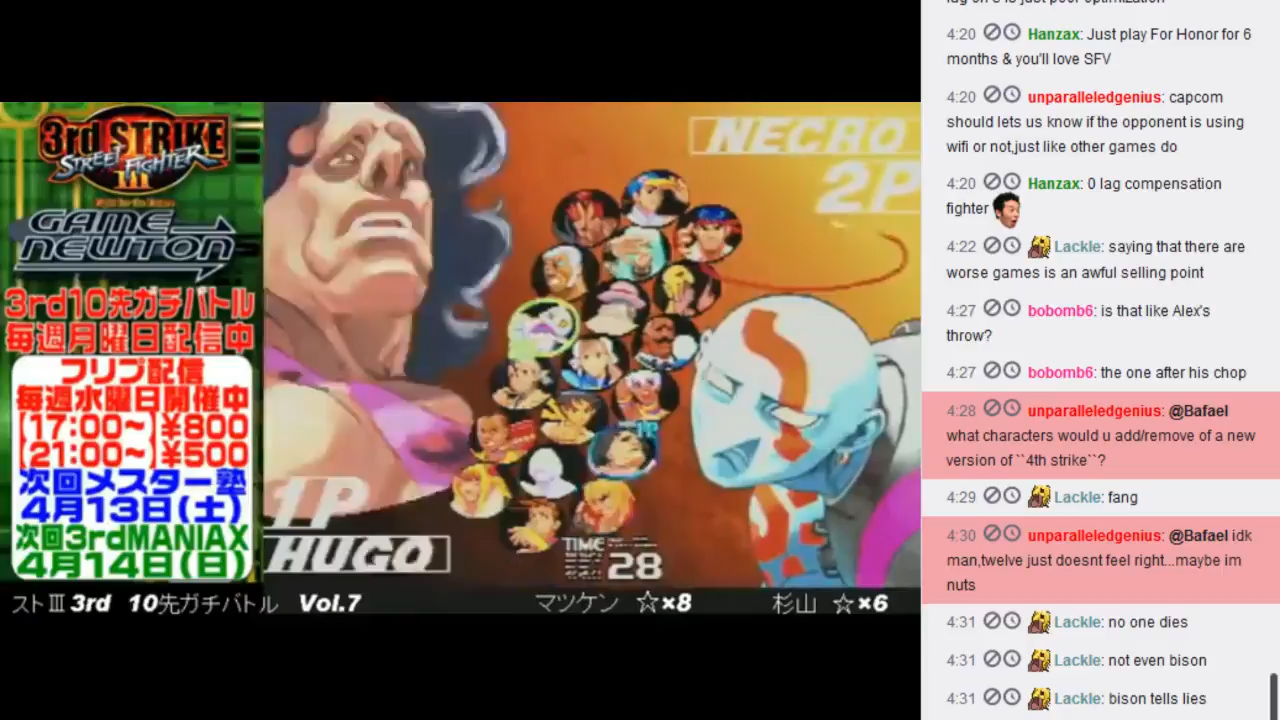 3rd STRIKE
STREET FIGHTER
III
GAME
NEWTON
3rd10先ガチバトル
毎週月曜日配信中
フリプ配信
毎週水曜日開催中
(17:00~)¥800
(21:00~)¥500
次回メスター塾
4月13日(土)
次回3rdMANIAX
4月14日(日)
NECRO
2P
1P
HUGO
TIME
28
ストⅢ 3rd 10先ガチバトル Vol.7
マツケン ☆×8
杉山 ☆×6
4:20 Hanzax: Just play For Honor for 6
months & you'll love SFV
4:20 unparalleledgenius: capcom
should lets us know if the opponent is using
wifi or not,just like other games do
4:20 Hanzax: 0 lag compensation
fighter
4:22 Lackle: saying that there are
worse games is an awful selling point
4:27 bobomb6: is that like Alex's
throw?
4:27 bobomb6: the one after his chop
4:28 unparalleledgenius: @Bafael
what characters would u add/remove of a new
version of ``4th strike``?
4:29 Lackle: fang
4:30 unparalleledgenius: @Bafael idk
man,twelve just doesnt feel right...maybe im
nuts
4:31 Lackle: no one dies
4:31 Lackle: not even bison
4:31 Lackle: bison tells lies